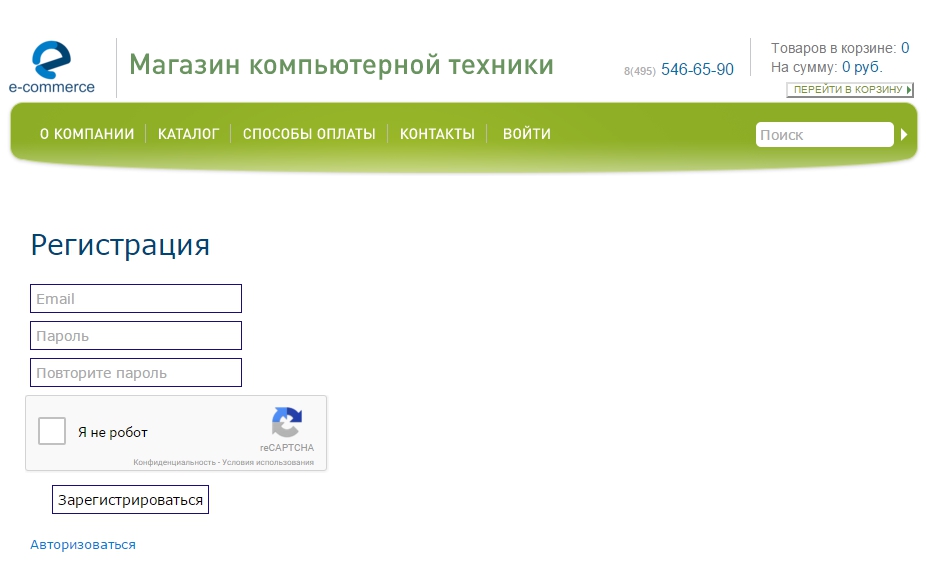 e-commerce
Магазин компьютерной техники
8(495) 546-65-90
Товаров в корзине: 0
На сумму: 0 руб.
ПЕРЕЙТИ В КОРЗИНУ
О КОМПАНИИ КАТАЛОГ СПОСОБЫ ОПЛАТЫ КОНТАКТЫ ВОЙТИ Поиск
Регистрация
Email
Пароль
Повторите пароль
Я не робот
reCAPTCHA
Конфиденциальность - Условия использования
Зарегистрироваться
Авторизоваться